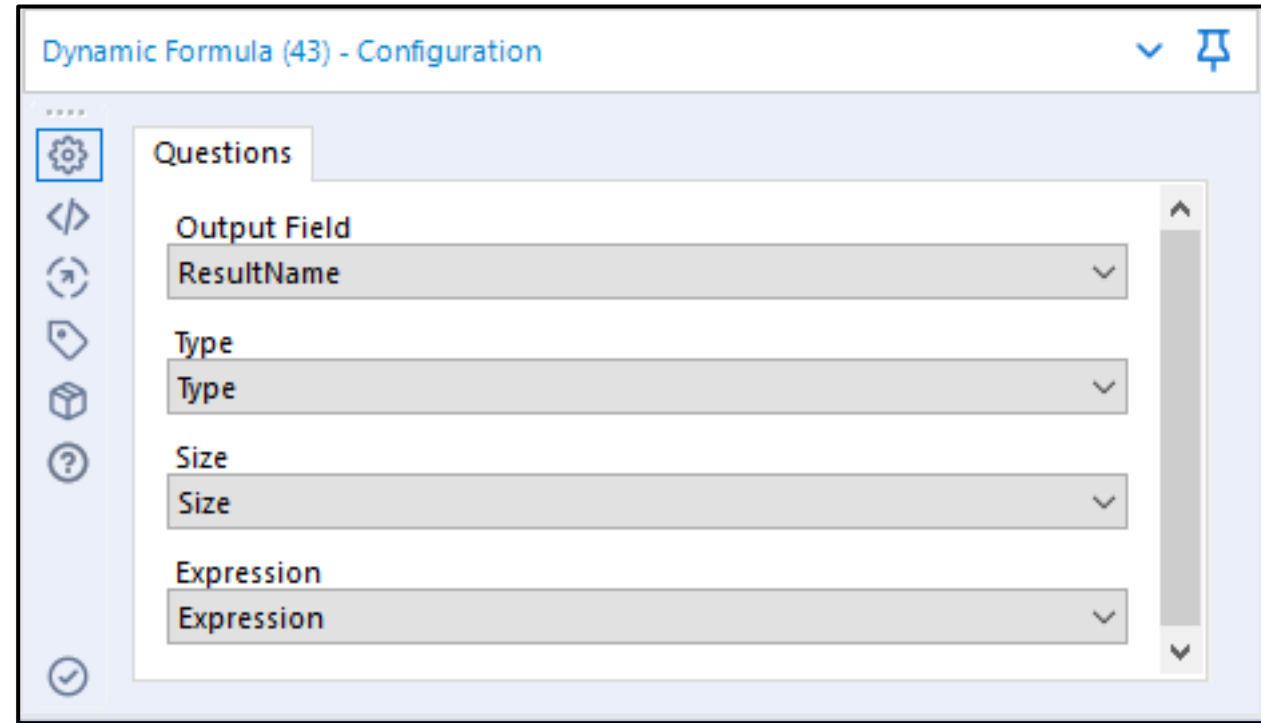 Dynamic Formula (43) - Configuration
Questions
Output Field
ResultName
Type
Type
Size
Size
Expression
Expression